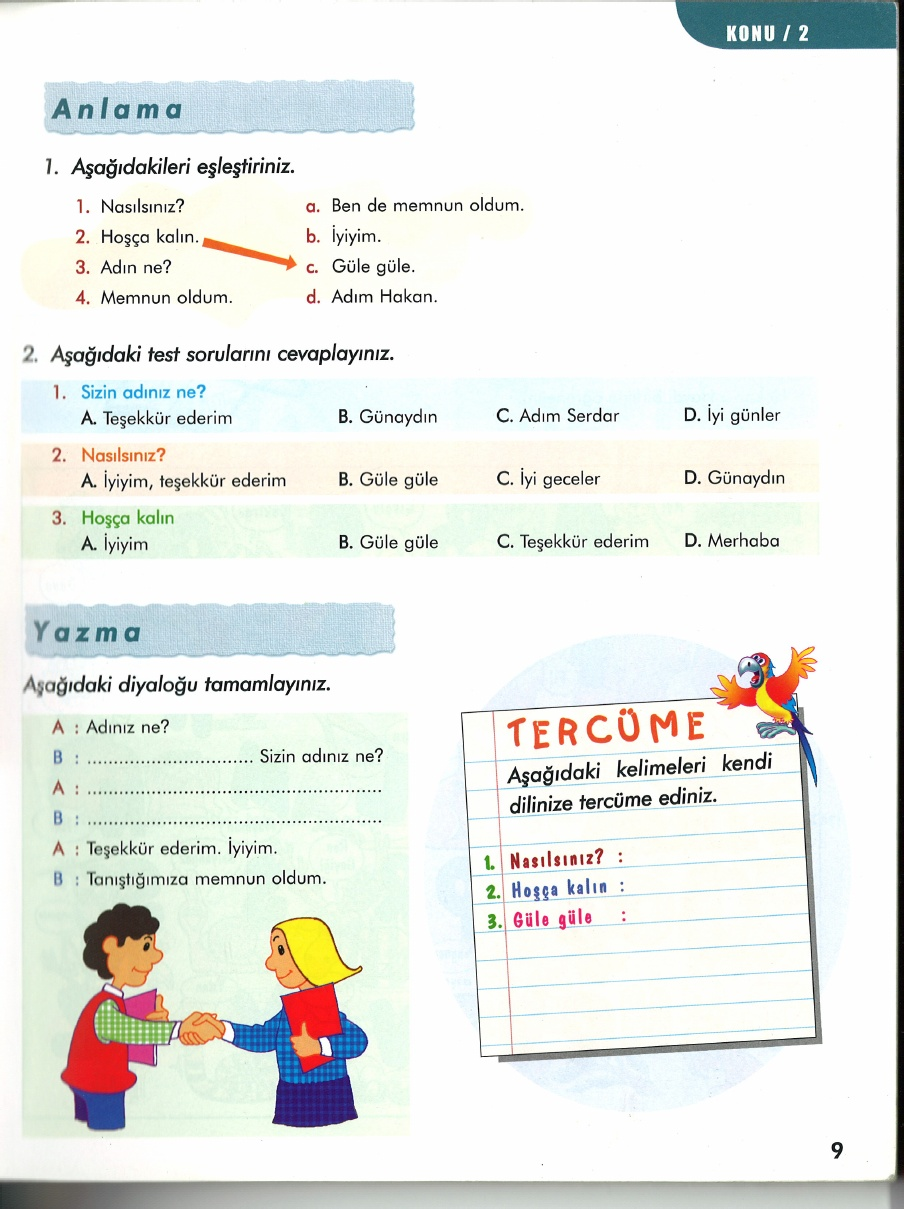 KONU / 2
Anlama
1. Aşağıdakileri eşleştiriniz.
1. Nasılsınız? a. Ben de memnun oldum.
2. Hoşça kalın. b. İyiyim.
3. Adın ne? c. Güle güle.
4. Memnun oldum. d. Adım Hakan.
2. Aşağıdaki test sorularını cevaplayınız.
1. Sizin adınız ne?
A. Teşekkür ederim B. Günaydın C. Adım Serdar D. İyi günler
2. Nasılsınız?
A. İyiyim, teşekkür ederim B. Güle güle C. İyi geceler D. Günaydın
3. Hoşça kalın
A. İyiyim B. Güle güle C. Teşekkür ederim D. Merhaba
Yazma
Aşağıdaki diyaloğu tamamlayınız.
A : Adınız ne?
B : .............................. Sizin adınız ne?
A : ......................................................
B : ......................................................
A : Teşekkür ederim. İyiyim.
B : Tanıştığımıza memnun oldum.
TERCÜME
Aşağıdaki kelimeleri kendi
dilinize tercüme ediniz.
1. Nasılsınız? :
2. Hoşça kalın :
3. Güle güle :
9